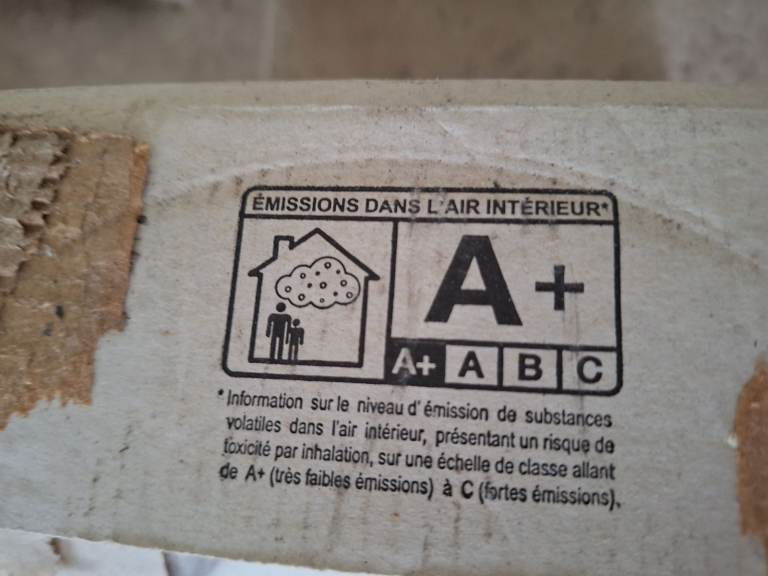 ÉMISSIONS DANS L'AIR INTÉRIEUR*
A+
A+ A B C
* Information sur le niveau d'émission de substances
volatiles dans l'air intérieur, présentant un risque de
toxicité par inhalation, sur une échelle de classe allant
de A+ (très faibles émissions) à C (fortes émissions).